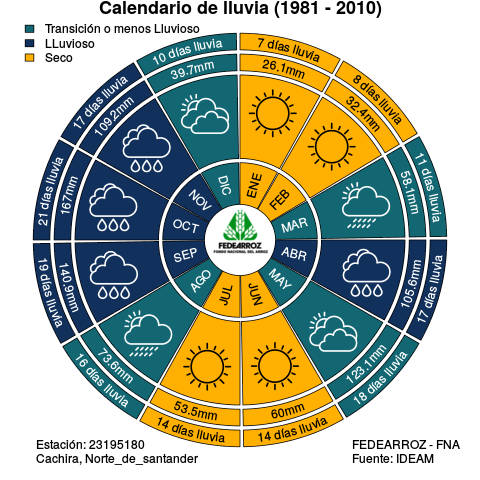 Calendario de lluvia (1981 - 2010)
Transición o menos Lluvioso
LLuvioso
Seco
7 días lluvia
26.1mm
ENE
8 días lluvia
32.4mm
FEB
11 días lluvia
58.1mm
MAR
17 días lluvia
105.6mm
ABR
18 días lluvia
123.1mm
MAY
14 días lluvia
60mm
JUN
14 días lluvia
53.5mm
JUL
16 días lluvia
73.6mm
AGO
19 días lluvia
140.9mm
SEP
21 días lluvia
167mm
OCT
17 días lluvia
109.2mm
NOV
10 días lluvia
39.7mm
DIC
FEDEARROZ
FONDO NACIONAL DEL ARROZ
Estación: 23195180
Cachira, Norte_de_santander
FEDEARROZ - FNA
Fuente: IDEAM